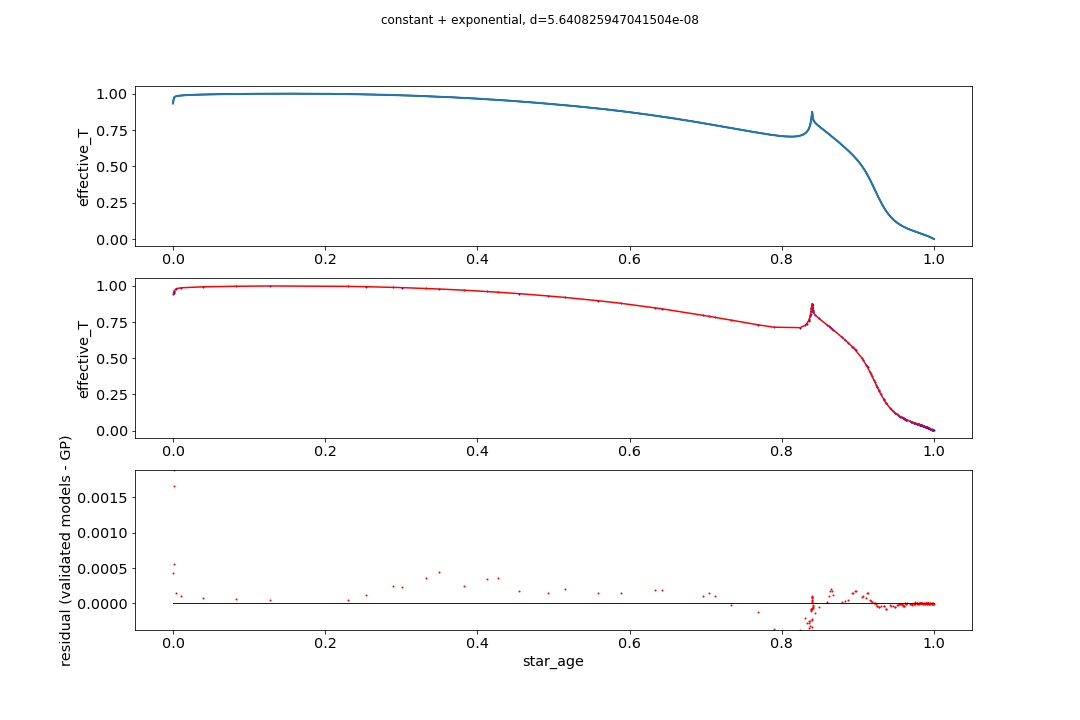 constant + exponential, d=5.640825947041504e-08
effective_T
1.00
0.75
0.50
0.25
0.00
0.0 0.2 0.4 0.6 0.8 1.0
effective_T
1.00
0.75
0.50
0.25
0.00
0.0 0.2 0.4 0.6 0.8 1.0
residual (validated models - GP)
0.0015
0.0010
0.0005
0.0000
0.0 0.2 0.4 0.6 0.8 1.0
star_age